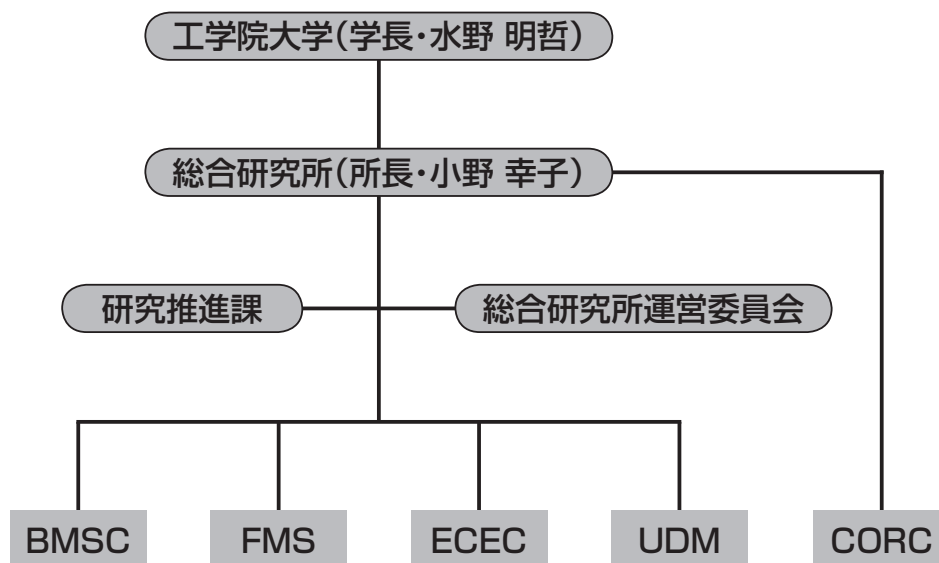 工学院大学(学長・水野 明哲)
総合研究所(所長・小野 幸子)
研究推進課
総合研究所運営委員会
BMSC
FMS
ECEC
UDM
CORC